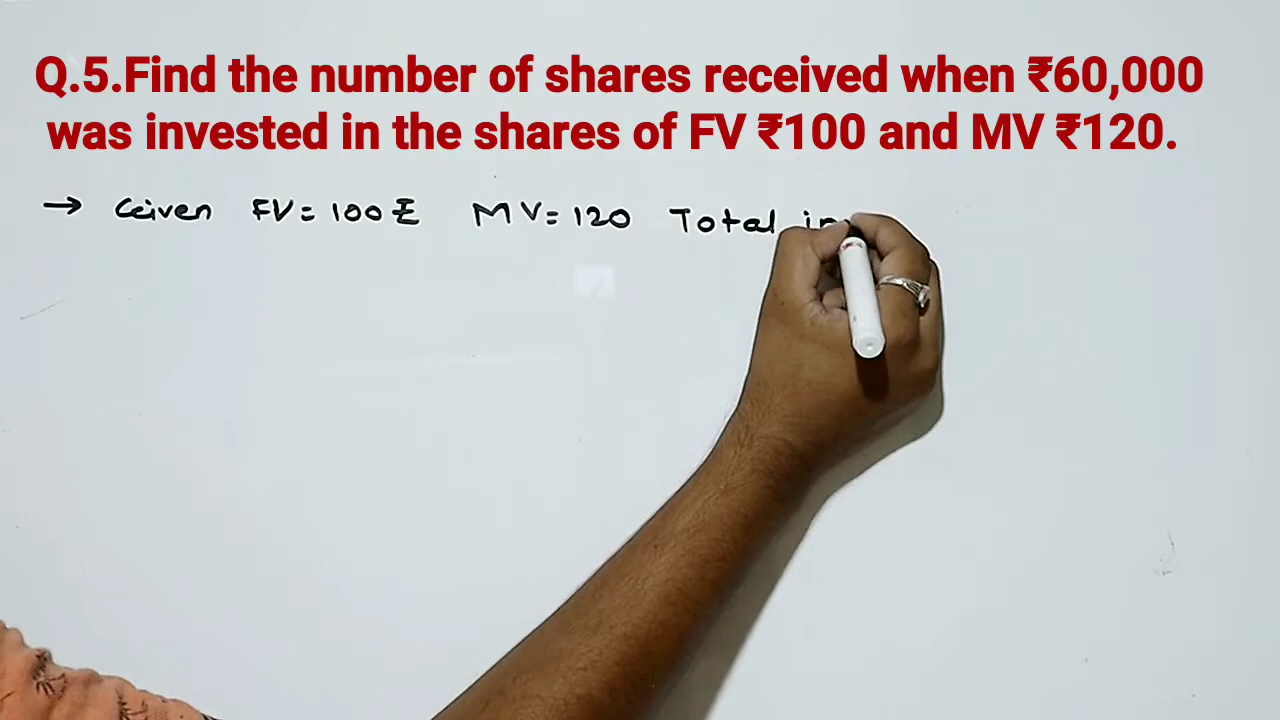 Q.5.Find the number of shares received when ₹60,000
was invested in the shares of FV ₹100 and MV ₹120.
→ Given FV = 100 ₹ MV = 120 Total